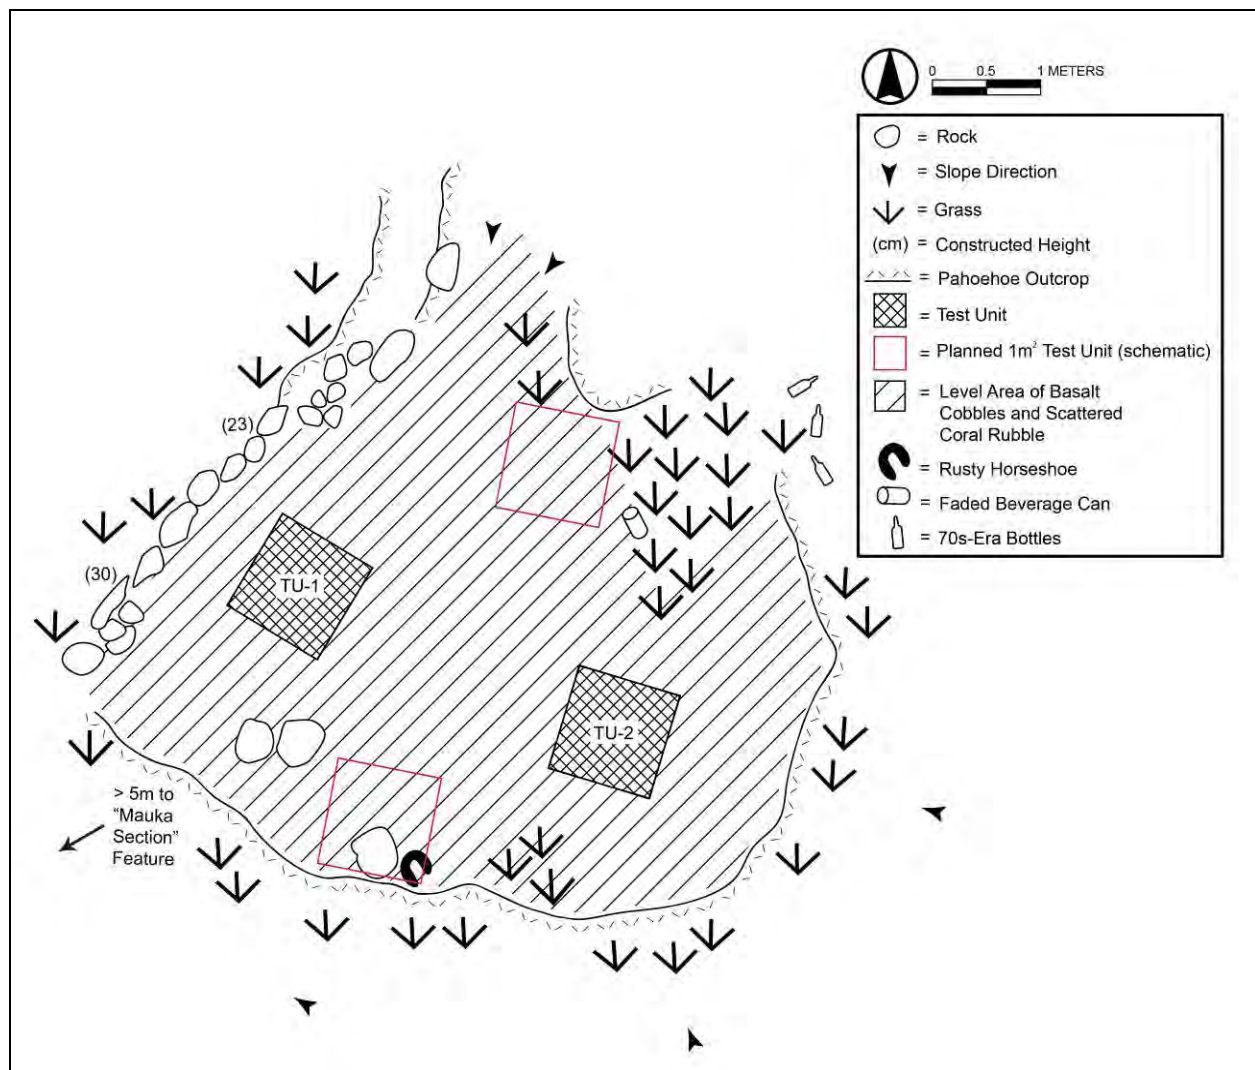 0 0.5 1 METERS
= Rock
= Slope Direction
= Grass
(cm) = Constructed Height
= Pahoehoe Outcrop
= Test Unit
= Planned 1m² Test Unit (schematic)
= Level Area of Basalt
Cobbles and Scattered
Coral Rubble
= Rusty Horseshoe
= Faded Beverage Can
= 70s-Era Bottles
(23)
(30)
TU-1
TU-2
> 5m to
“Mauka
Section”
Feature